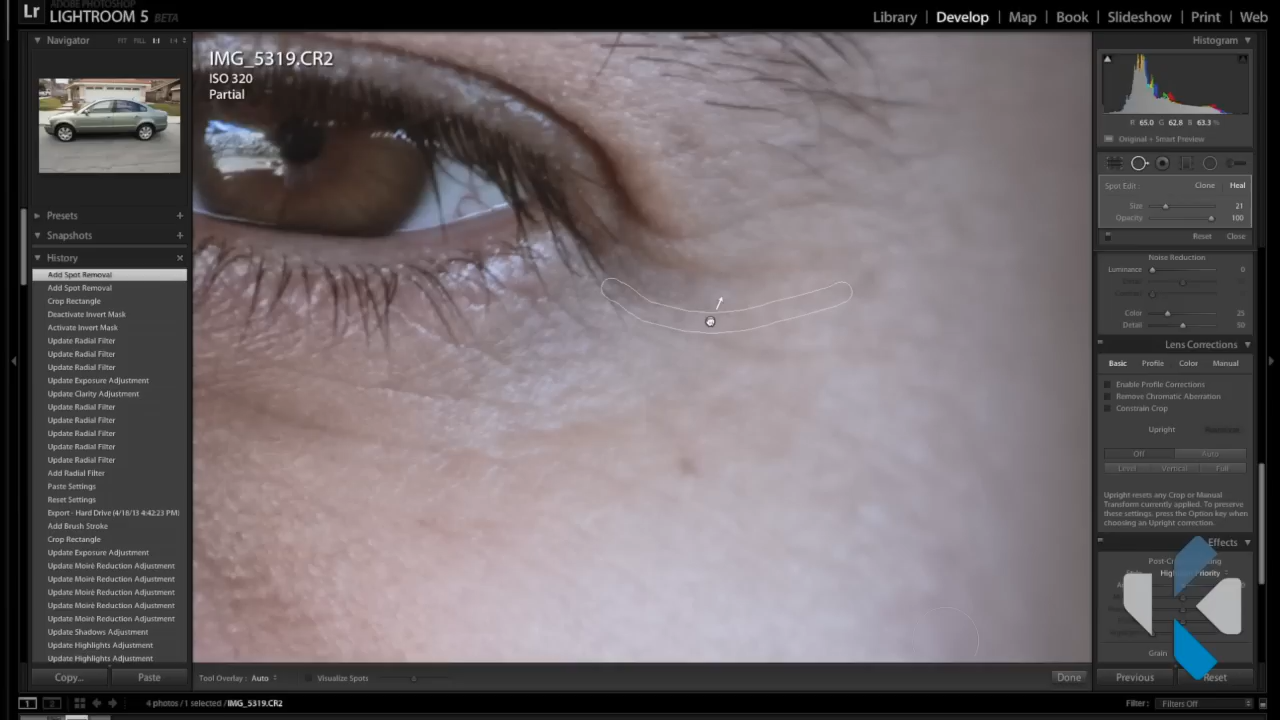 Lr ADOBE PHOTOSHOP
LIGHTROOM 5 BETA
Library | Develop | Map | Book | Slideshow | Print | Web
Navigator FIT FILL 1:1 1:4
Presets +
Snapshots +
History ×
Add Spot Removal
Add Spot Removal
Crop Rectangle
Deactivate Invert Mask
Activate Invert Mask
Update Radial Filter
Update Radial Filter
Update Radial Filter
Update Exposure Adjustment
Update Clarity Adjustment
Update Radial Filter
Update Radial Filter
Update Radial Filter
Update Radial Filter
Update Radial Filter
Add Radial Filter
Paste Settings
Reset Settings
Export - Hard Drive (4/18/13 4:42:23 PM)
Add Brush Stroke
Crop Rectangle
Update Exposure Adjustment
Update Moiré Reduction Adjustment
Update Moiré Reduction Adjustment
Update Moiré Reduction Adjustment
Update Moiré Reduction Adjustment
Update Moiré Reduction Adjustment
Update Shadows Adjustment
Update Highlights Adjustment
Update Highlights Adjustment
Copy... Paste
IMG_5319.CR2
ISO 320
Partial
Tool Overlay : Auto Visualize Spots Done
Histogram
R 65.0 G 62.8 B 63.3 %
Original + Smart Preview
Spot Edit : Clone Heal
Size 21
Opacity 100
Reset Close
Noise Reduction
Luminance 0
Color 25
Detail 50
Lens Corrections
Basic Profile Color Manual
Enable Profile Corrections
Remove Chromatic Aberration
Constrain Crop
Upright
Off Auto
Level Vertical Full
Upright resets any Crop or Manual
Transform currently applied. To preserve
these settings, press the Option key when
choosing an Upright correction.
Effects
Grain
Previous Reset
1 2 4 photos / 1 selected / IMG_5319.CR2 Filter : Filters Off